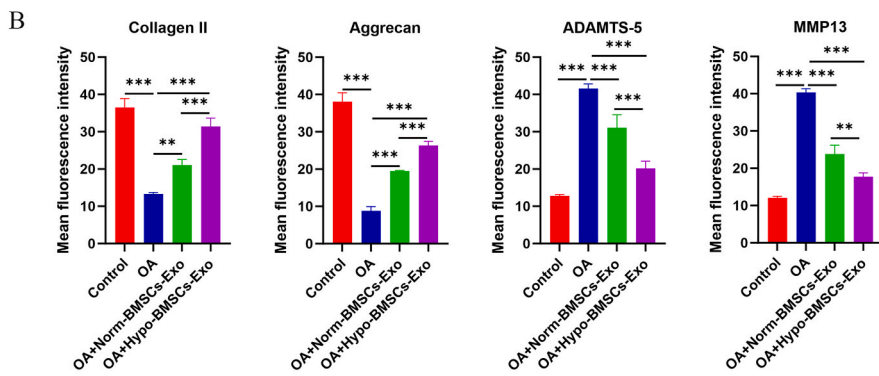 B
Collagen II
Mean fluorescence intensity
50
40
30
20
10
0
*** ***
***
**
Control
OA
OA+Norm-BMSCs-Exo
OA+Hypo-BMSCs-Exo
Aggrecan
Mean fluorescence intensity
50
40
30
20
10
0
***
***
***
***
Control
OA
OA+Norm-BMSCs-Exo
OA+Hypo-BMSCs-Exo
ADAMTS-5
Mean fluorescence intensity
50
40
30
20
10
0
***
*** ***
***
Control
OA
OA+Norm-BMSCs-Exo
OA+Hypo-BMSCs-Exo
MMP13
Mean fluorescence intensity
50
40
30
20
10
0
***
*** ***
**
Control
OA
OA+Norm-BMSCs-Exo
OA+Hypo-BMSCs-Exo